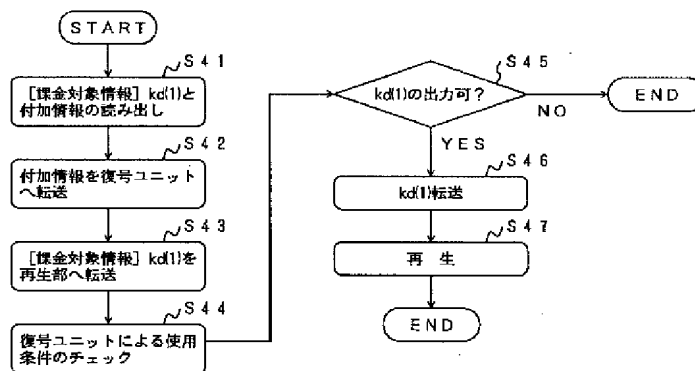 START
S41
[課金対象情報] kd(1)と
付加情報の読み出し
S42
付加情報を復号ユニット
へ転送
S43
[課金対象情報] kd(1)を
再生部へ転送
S44
復号ユニットによる使用
条件のチェック
S45
kd(1)の出力可?
NO
END
YES
S46
kd(1)転送
S47
再 生
END